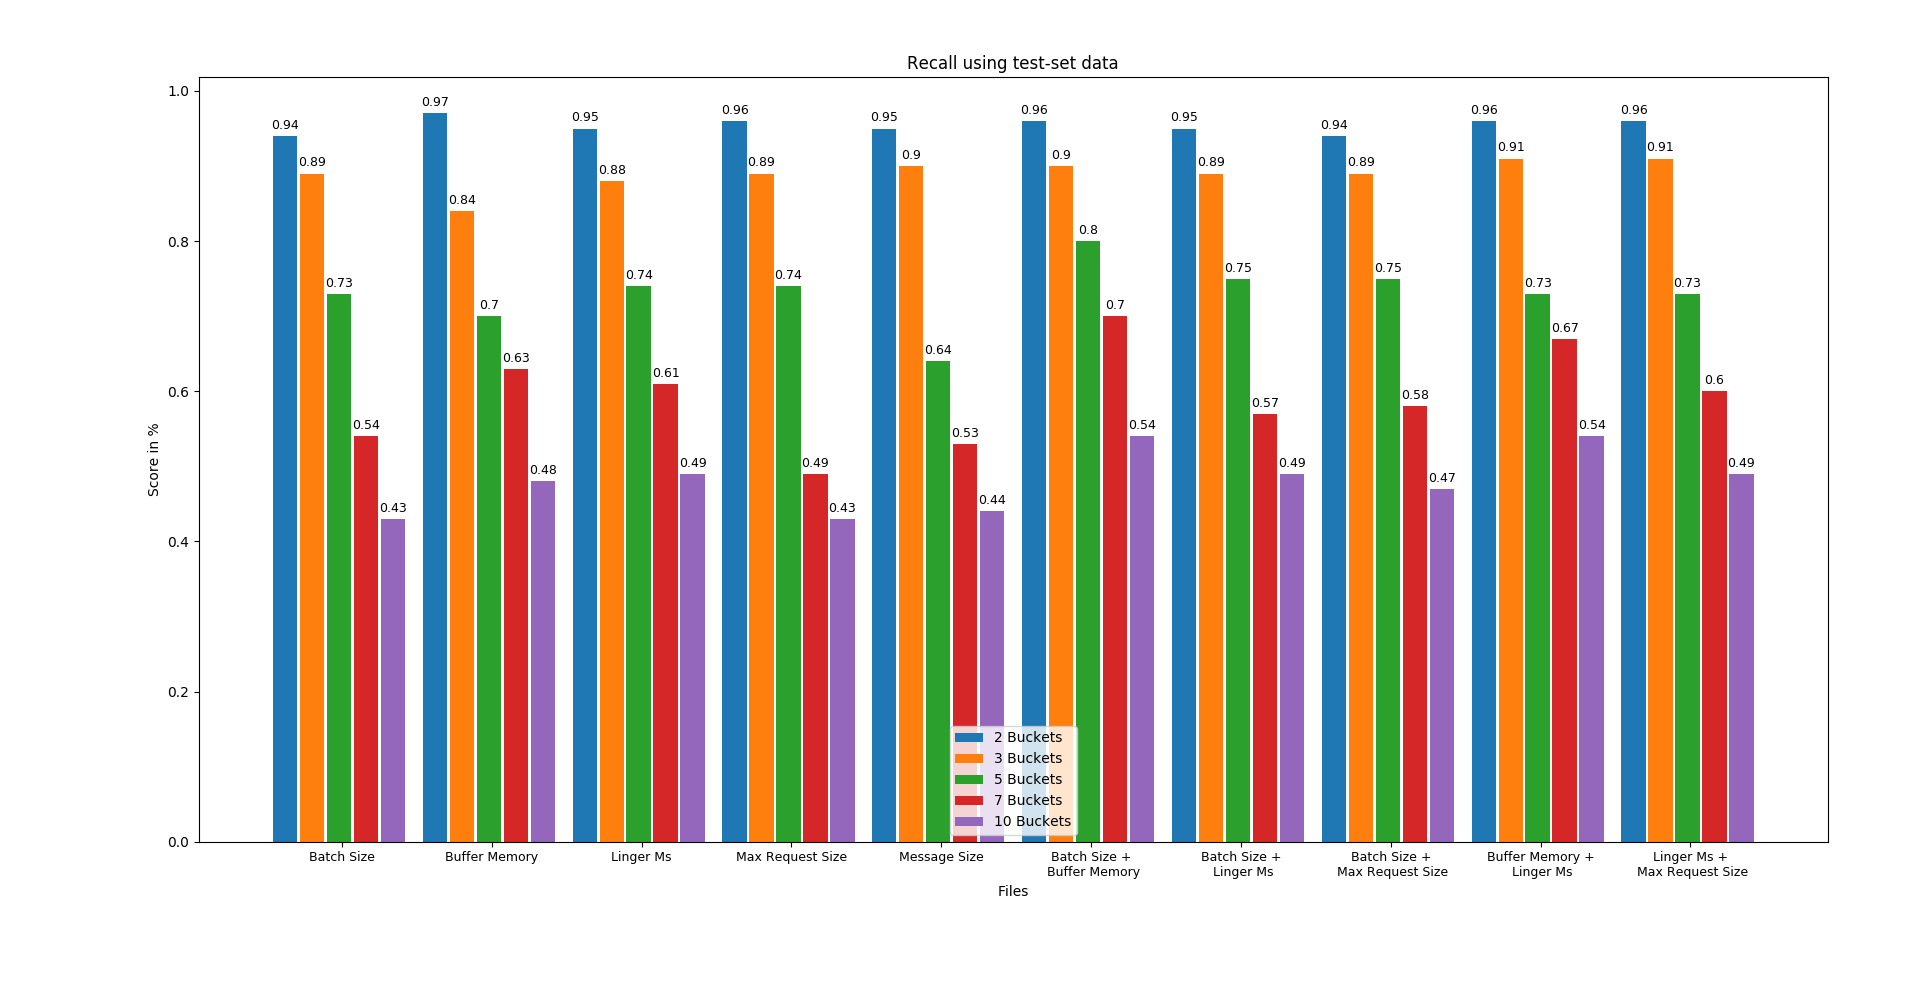 Recall using test-set data
Score in %
1.0
0.8
0.6
0.4
0.2
0.0
0.94
0.89
0.73
0.54
0.43
0.97
0.84
0.7
0.63
0.48
0.95
0.88
0.74
0.61
0.49
0.96
0.89
0.74
0.49
0.43
0.95
0.9
0.64
0.53
0.44
0.96
0.9
0.8
0.7
0.54
0.95
0.89
0.75
0.57
0.49
0.94
0.89
0.75
0.58
0.47
0.96
0.91
0.73
0.67
0.54
0.96
0.91
0.73
0.6
0.49
2 Buckets
3 Buckets
5 Buckets
7 Buckets
10 Buckets
Batch Size
Buffer Memory
Linger Ms
Max Request Size
Message Size
Batch Size +
Buffer Memory
Batch Size +
Linger Ms
Batch Size +
Max Request Size
Buffer Memory +
Linger Ms
Linger Ms +
Max Request Size
Files